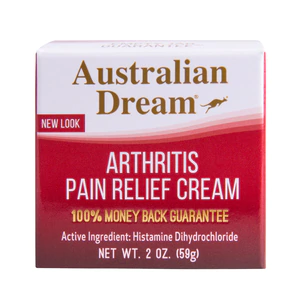 Australian
Dream®
NEW LOOK
ARTHRITIS
PAIN RELIEF CREAM
100% MONEY BACK GUARANTEE
Active Ingredient: Histamine Dihydrochloride
NET WT. 2 OZ. (59g)